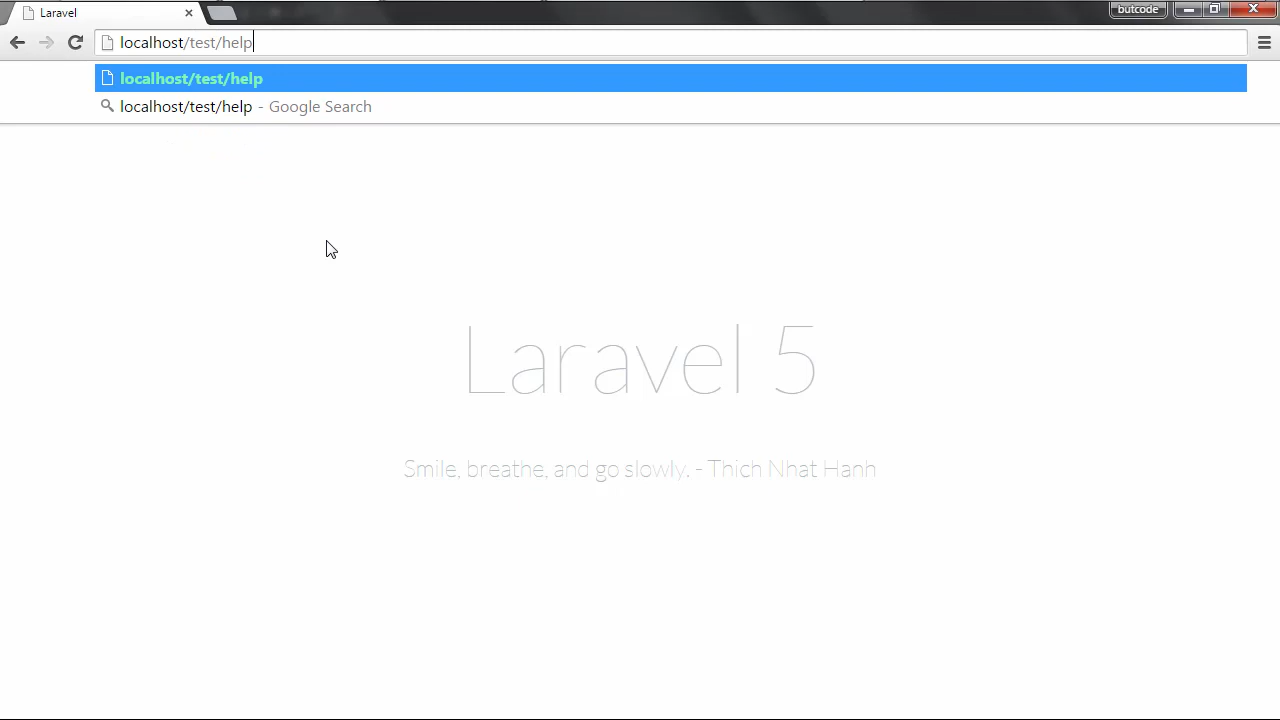 Laravel
butcode
localhost/test/help
localhost/test/help
localhost/test/help - Google Search
Laravel 5
Smile, breathe, and go slowly. - Thich Nhat Hanh